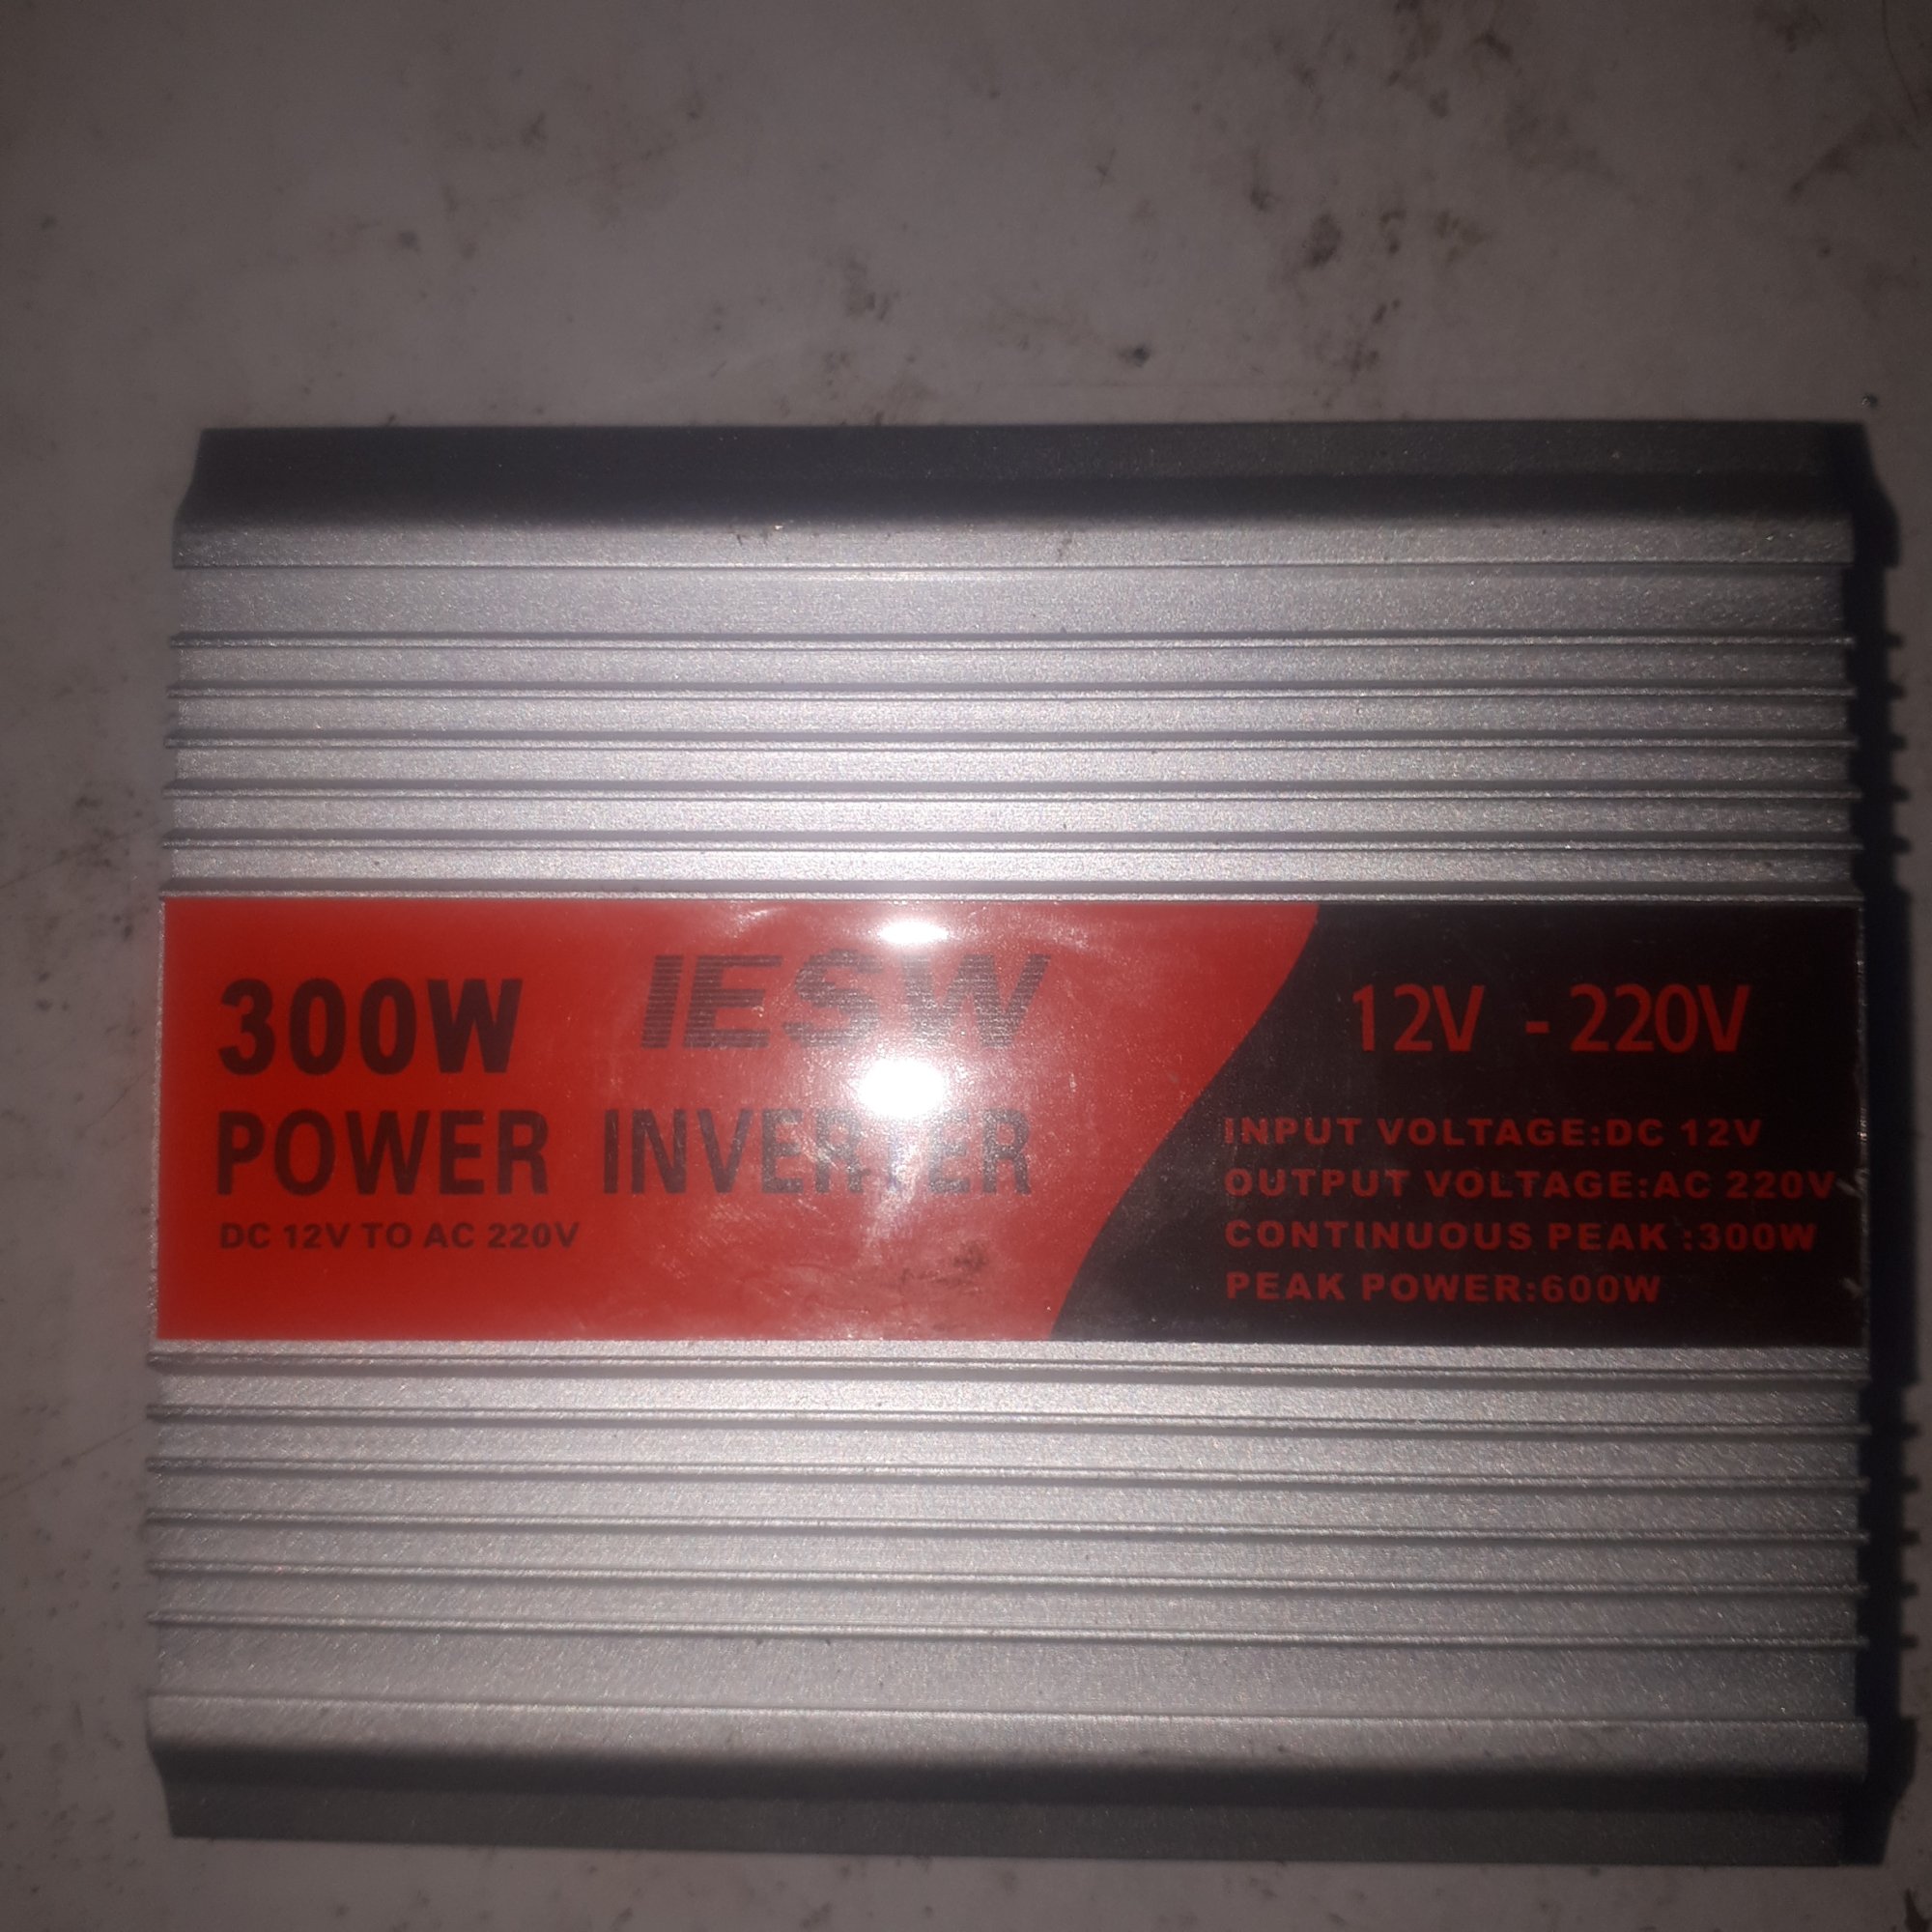 300W IESW
POWER INVERTER
DC 12V TO AC 220V
12V - 220V
INPUT VOLTAGE:DC 12V
OUTPUT VOLTAGE:AC 220V
CONTINUOUS PEAK :300W
PEAK POWER:600W